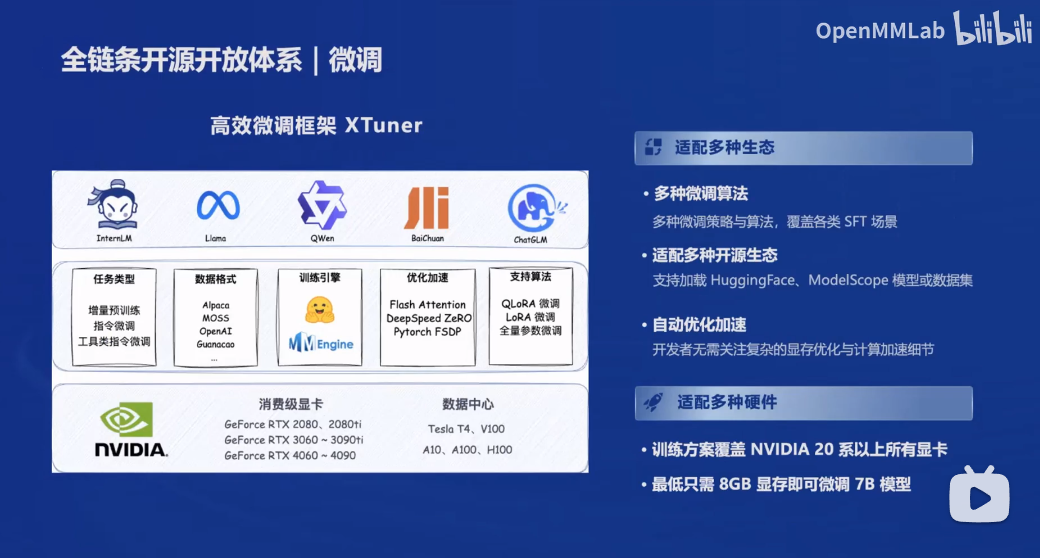 OpenMMLab bilibili
全链条开源开放体系｜微调
高效微调框架 XTuner
InternLM
Llama
QWen
BaiChuan
ChatGLM
任务类型
增量预训练
指令微调
工具类指令微调
数据格式
Alpaca
MOSS
OpenAI
Guanacao
...
训练引擎
MMEngine
优化加速
Flash Attention
DeepSpeed ZeRO
Pytorch FSDP
支持算法
QLoRA 微调
LoRA 微调
全量参数微调
NVIDIA.
消费级显卡
GeForce RTX 2080、2080ti
GeForce RTX 3060 ~ 3090ti
GeForce RTX 4060 ~ 4090
数据中心
Tesla T4、V100
A10、A100、H100
适配多种生态
• 多种微调算法
多种微调策略与算法，覆盖各类 SFT 场景
• 适配多种开源生态
支持加载 HuggingFace、ModelScope 模型或数据集
• 自动优化加速
开发者无需关注复杂的显存优化与计算加速细节
适配多种硬件
• 训练方案覆盖 NVIDIA 20 系以上所有显卡
• 最低只需 8GB 显存即可微调 7B 模型